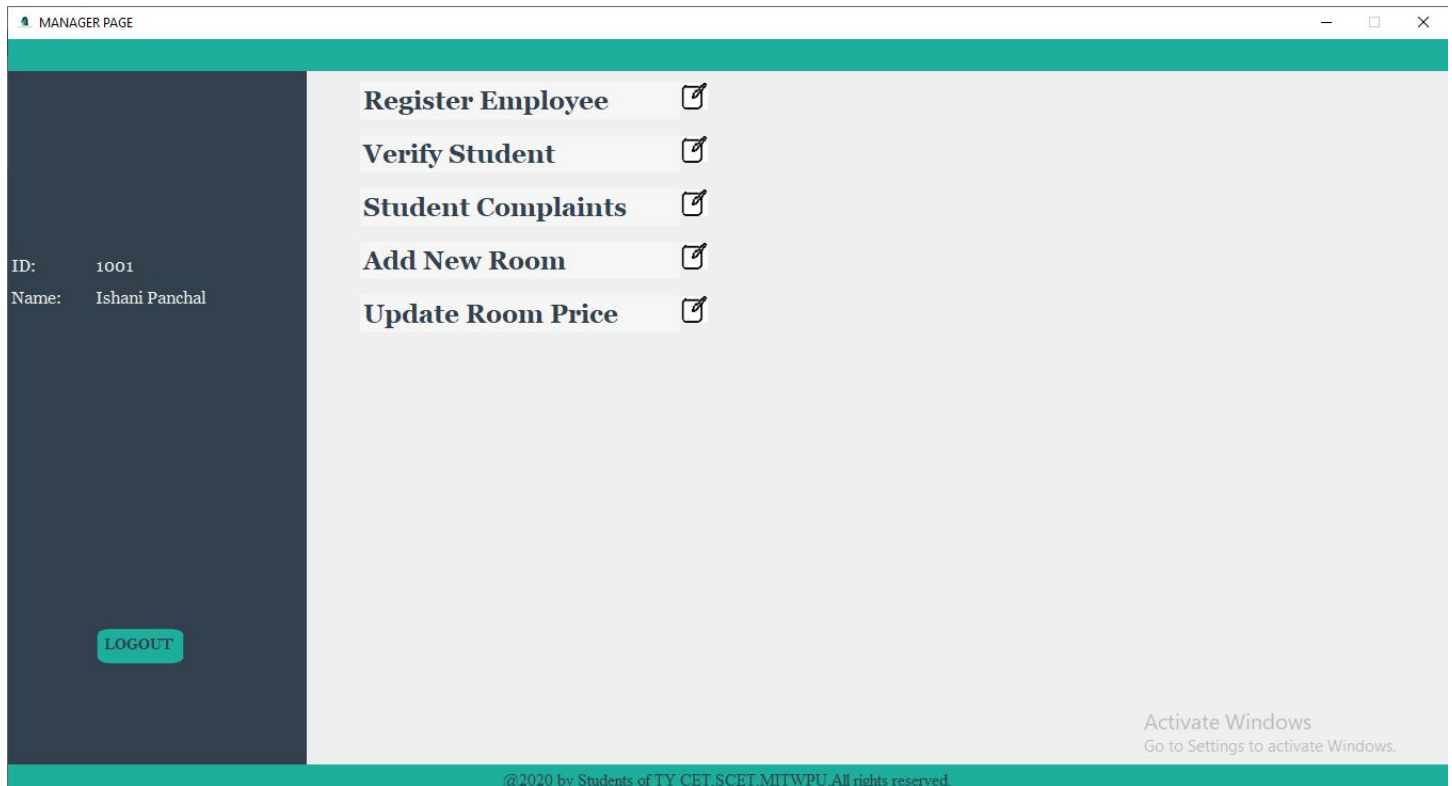 MANAGER PAGE
Register Employee
Verify Student
Student Complaints
Add New Room
Update Room Price
ID: 1001
Name: Ishani Panchal
LOGOUT
Activate Windows
Go to Settings to activate Windows.
@2020 by Students of TY CET,SCET,MITWPU,All rights reserved